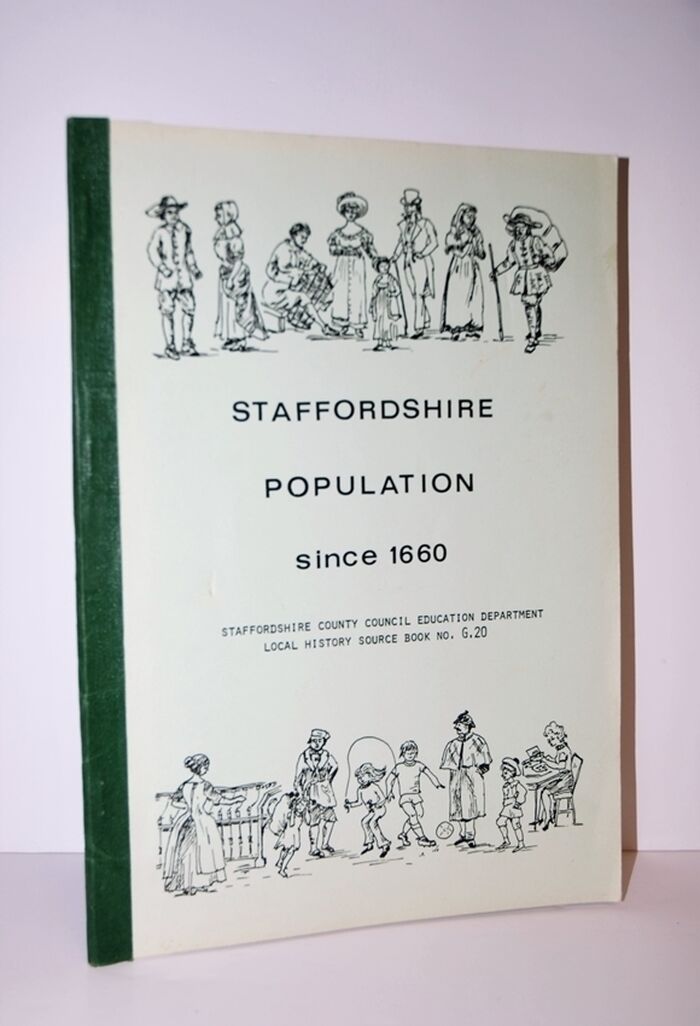 STAFFORDSHIRE
POPULATION
since 1660
STAFFORDSHIRE COUNTY COUNCIL EDUCATION DEPARTMENT
LOCAL HISTORY SOURCE BOOK NO. G.20